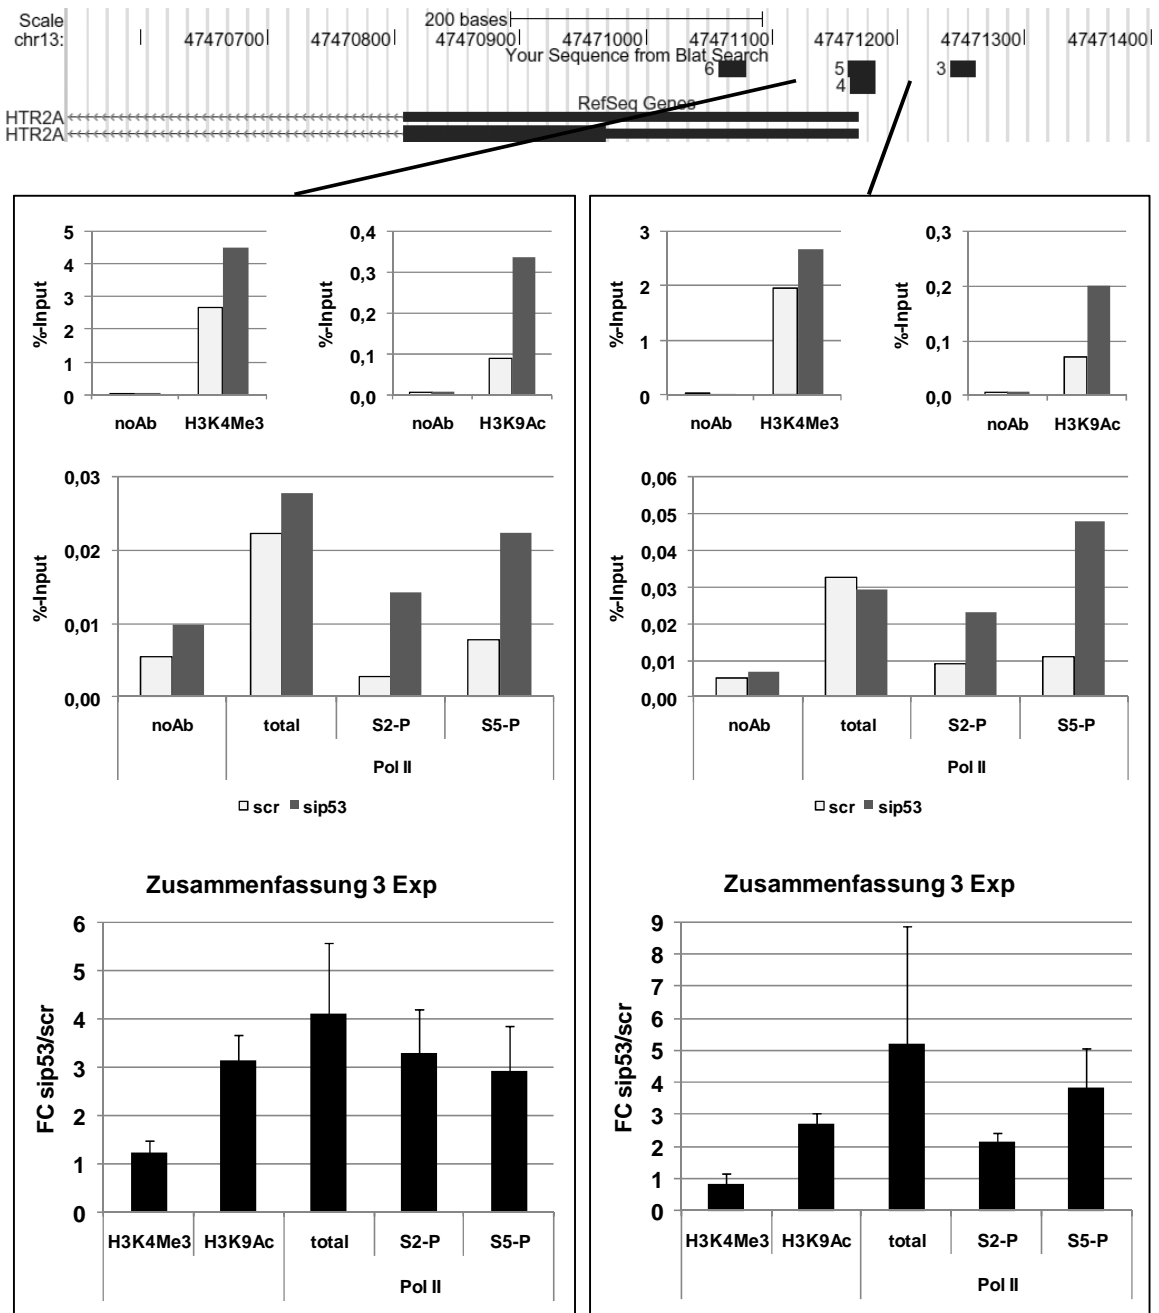 Scale
200 bases
chr13:
47470700
47470800
47470900
47471000
47471100
47471200
47471300
47471400
Your Sequence from Blat Search
6
5
3
4
RefSeq Genes
HTR2A
HTR2A
5
4
3
2
1
0
%-Input
noAb
H3K4Me3
0,4
0,3
0,2
0,1
0,0
%-Input
noAb
H3K9Ac
0,03
0,02
0,01
0,00
%-Input
noAb
total
S2-P
S5-P
Pol II
scr
sip53
Zusammenfassung 3 Exp
6
5
4
3
2
1
0
FC sip53/scr
H3K4Me3
H3K9Ac
total
S2-P
S5-P
Pol II
3
2
1
0
%-Input
noAb
H3K4Me3
0,3
0,2
0,1
0,0
%-Input
noAb
H3K9Ac
0,06
0,05
0,04
0,03
0,02
0,01
0,00
%-Input
noAb
total
S2-P
S5-P
Pol II
scr
sip53
Zusammenfassung 3 Exp
9
8
7
6
5
4
3
2
1
0
FC sip53/scr
H3K4Me3
H3K9Ac
total
S2-P
S5-P
Pol II